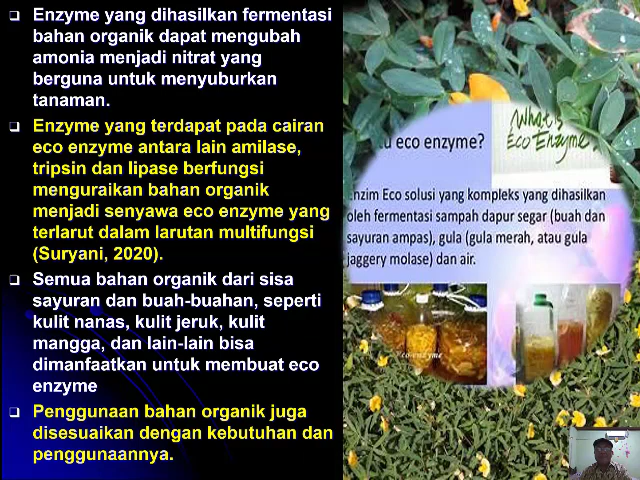 Enzyme yang dihasilkan fermentasi
bahan organik dapat mengubah
amonia menjadi nitrat yang
berguna untuk menyuburkan
tanaman.
Enzyme yang terdapat pada cairan
eco enzyme antara lain amilase,
tripsin dan lipase berfungsi
menguraikan bahan organik
menjadi senyawa eco enzyme yang
terlarut dalam larutan multifungsi
(Suryani, 2020).
Semua bahan organik dari sisa
sayuran dan buah-buahan, seperti
kulit nanas, kulit jeruk, kulit
mangga, dan lain-lain bisa
dimanfaatkan untuk membuat eco
enzyme
Penggunaan bahan organik juga
disesuaikan dengan kebutuhan dan
penggunaannya.
What is
Eco Enzyme?
eco enzyme?
Enzim Eco solusi yang kompleks yang dihasilkan
oleh fermentasi sampah dapur segar (buah dan
sayuran ampas), gula (gula merah, atau gula
jaggery molase) dan air.
eco-enzyme